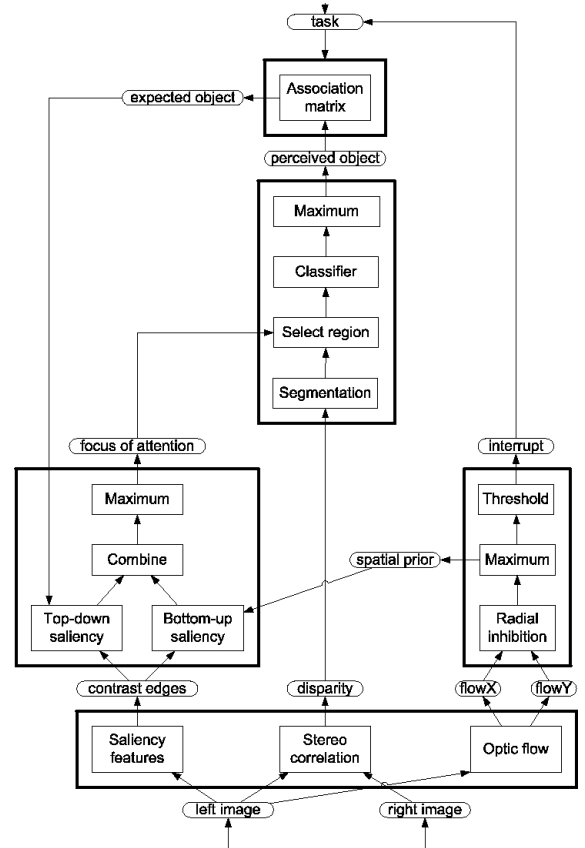 task
expected object
Association
matrix
perceived object
Maximum
Classifier
Select region
Segmentation
focus of attention
interrupt
Maximum
Threshold
Combine
spatial prior
Maximum
Top-down
saliency
Bottom-up
saliency
Radial
inhibition
contrast edges
disparity
flowX
flowY
Saliency
features
Stereo
correlation
Optic flow
left image
right image